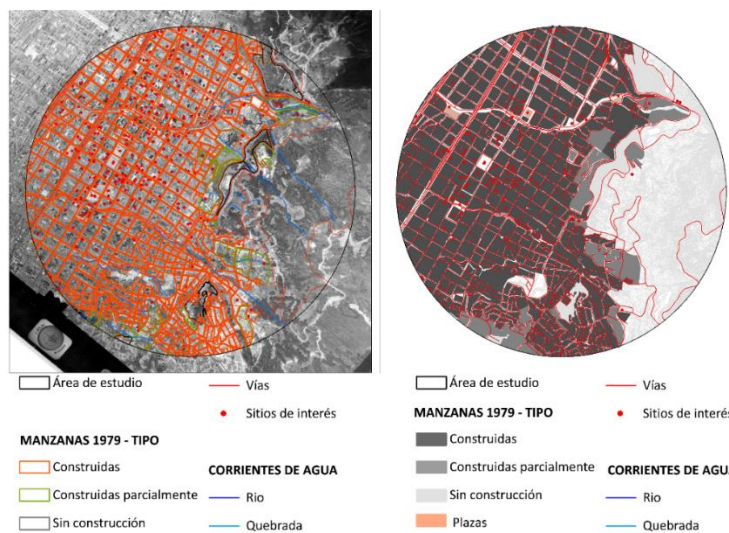 Área de estudio
Vías
Sitios de interés
MANZANAS 1979 - TIPO
Construidas
CORRIENTES DE AGUA
Construidas parcialmente
Rio
Sin construcción
Quebrada
Área de estudio
Vías
Sitios de interés
MANZANAS 1979 - TIPO
Construidas
Construidas parcialmente
CORRIENTES DE AGUA
Sin construcción
Rio
Plazas
Quebrada